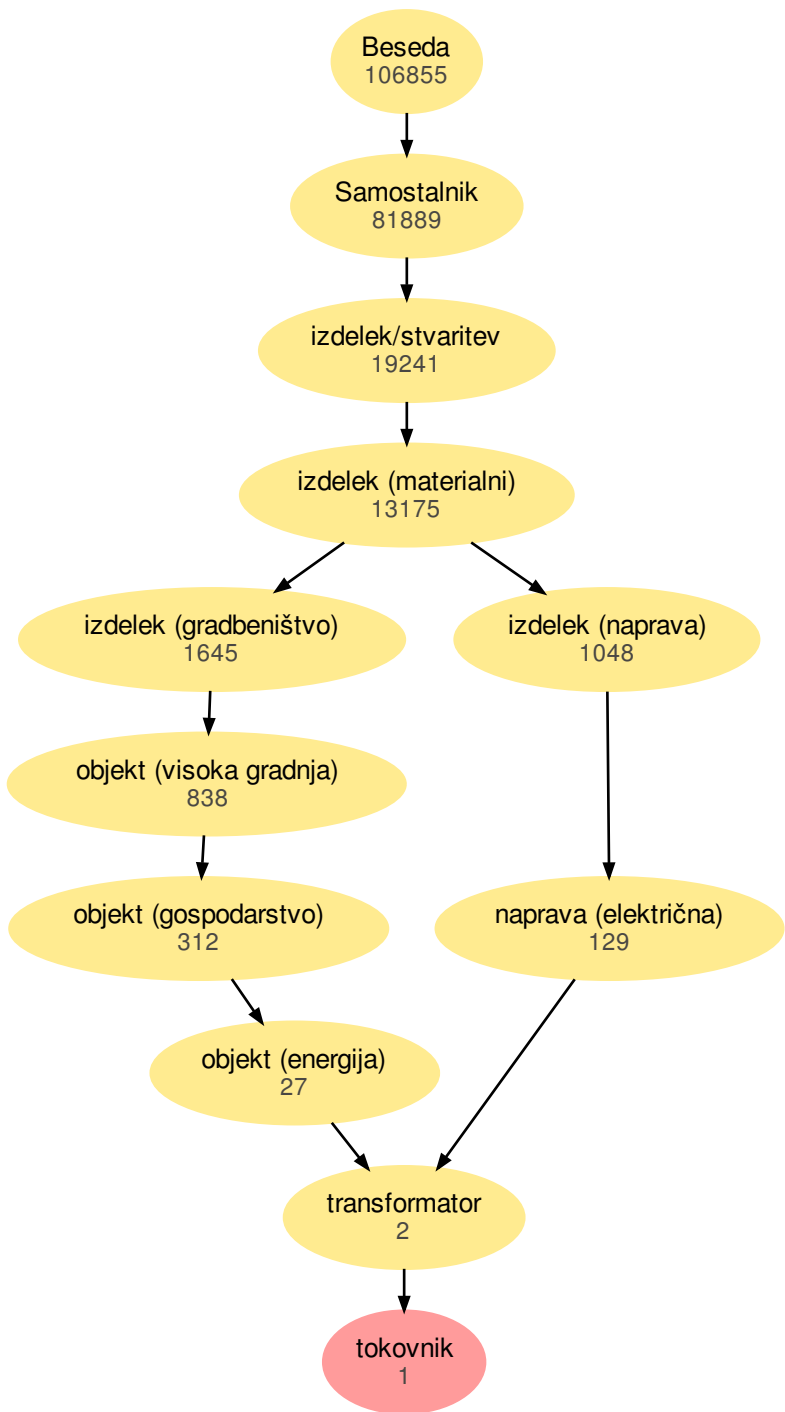 Beseda
106855
Samostalnik
81889
izdelek/stvaritev
19241
izdelek (materialni)
13175
izdelek (gradbeništvo)
1645
izdelek (naprava)
1048
objekt (visoka gradnja)
838
objekt (gospodarstvo)
312
naprava (električna)
129
objekt (energija)
27
transformator
2
tokovnik
1